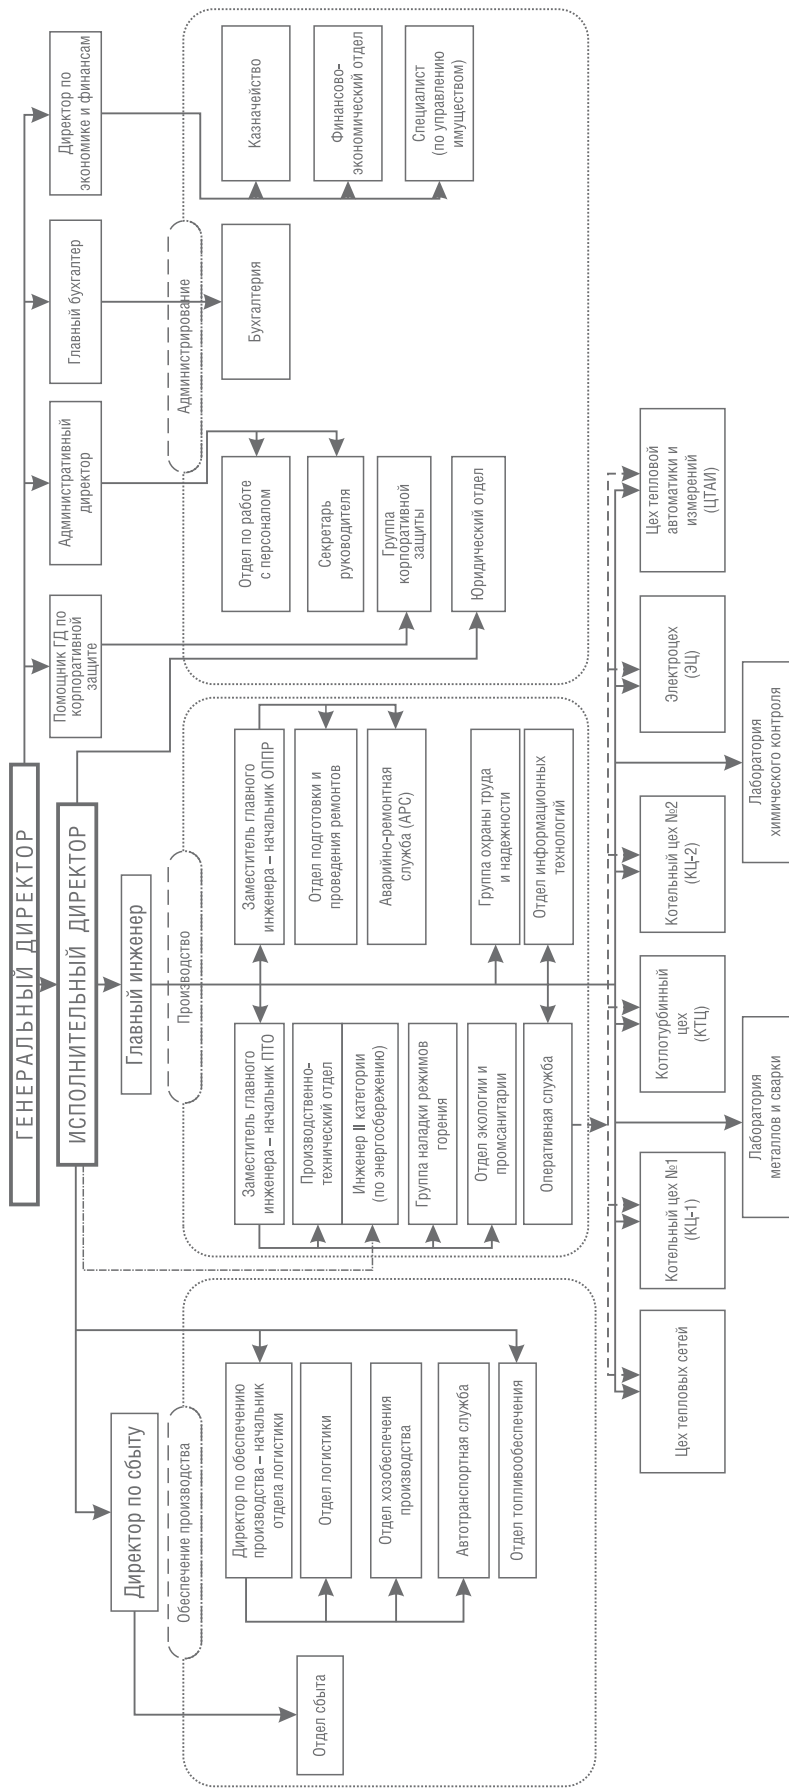 ГЕНЕРАЛЬНЫЙ ДИРЕКТОР
ИСПОЛНИТЕЛЬНЫЙ ДИРЕКТОР
Главный инженер
Директор по сбыту
Помощник ГД по
корпоративной
защите
Административный
директор
Главный бухгалтер
Директор по
экономике и финансам
Обеспечение производства
Отдел сбыта
Директор по обеспечению
производства – начальник
отдела логистики
Отдел логистики
Отдел хозобеспечения
производства
Автотранспортная служба
Отдел топливообеспечения
Производство
Заместитель главного
инженера – начальник ПТО
Производственно-
технический отдел
Инженер II категории
(по энергосбережению)
Группа наладки режимов
горения
Отдел экологии и
промсанитарии
Оперативная служба
Заместитель главного
инженера – начальник ОППР
Отдел подготовки и
проведения ремонтов
Аварийно-ремонтная
служба (АРС)
Группа охраны труда
и надежности
Отдел информационных
технологий
Администрирование
Отдел по работе
с персоналом
Секретарь
руководителя
Группа
корпоративной
защиты
Юридический отдел
Бухгалтерия
Казначейство
Финансово-
экономический отдел
Специалист
(по управлению
имуществом)
Цех тепловых сетей
Котельный цех №1
(КЦ-1)
Котлотурбинный
цех
(КТЦ)
Котельный цех №2
(КЦ-2)
Электроцех
(ЭЦ)
Цех тепловой
автоматики и
измерений
(ЦТАИ)
Лаборатория
металлов и сварки
Лаборатория
химического контроля